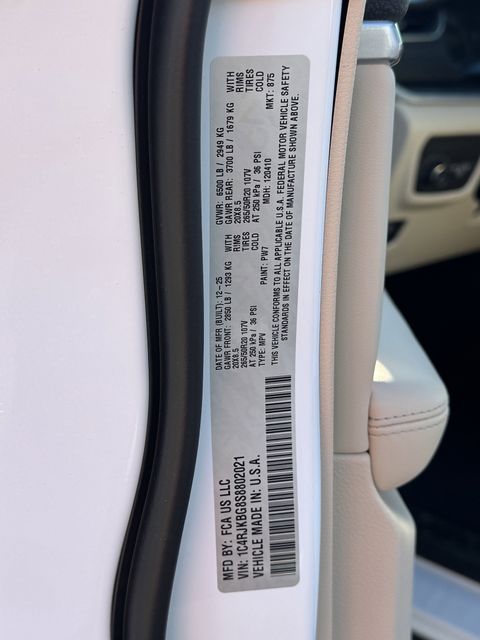 MFD BY: FCA US LLC
VIN: 1C4RJKBG8S8802021
VEHICLE MADE IN: U.S.A.
DATE OF MFR (BUILT): 12-25
GAWR FRONT: 2850 LB / 1293 KG WITH
20X8.5 RIMS
265/50R20 107V TIRES
AT 250 kPa / 36 PSI COLD
TYPE: MPV PAINT: PW7
GVWR: 6500 LB / 2949 KG
GAWR REAR: 3700 LB / 1679 KG WITH
20X8.5 RIMS
265/50R20 107V TIRES
AT 250 kPa / 36 PSI COLD
MDH: 120410 MKT: 875
THIS VEHICLE CONFORMS TO ALL APPLICABLE U.S.A. FEDERAL MOTOR VEHICLE SAFETY
STANDARDS IN EFFECT ON THE DATE OF MANUFACTURE SHOWN ABOVE.